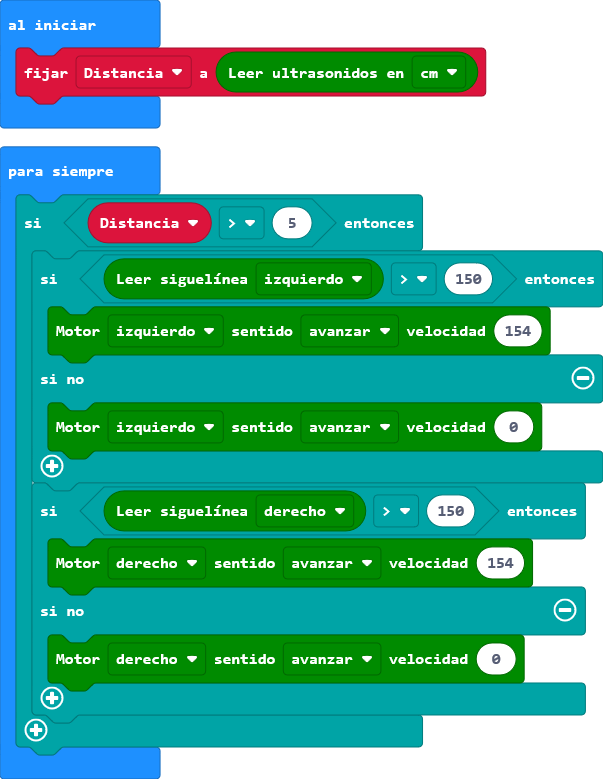 al iniciar
fijar Distancia a Leer ultrasonidos en cm
para siempre
si Distancia > 5 entonces
si Leer siguelínea izquierdo > 150 entonces
Motor izquierdo sentido avanzar velocidad 154
si no
Motor izquierdo sentido avanzar velocidad 0
si Leer siguelínea derecho > 150 entonces
Motor derecho sentido avanzar velocidad 154
si no
Motor derecho sentido avanzar velocidad 0